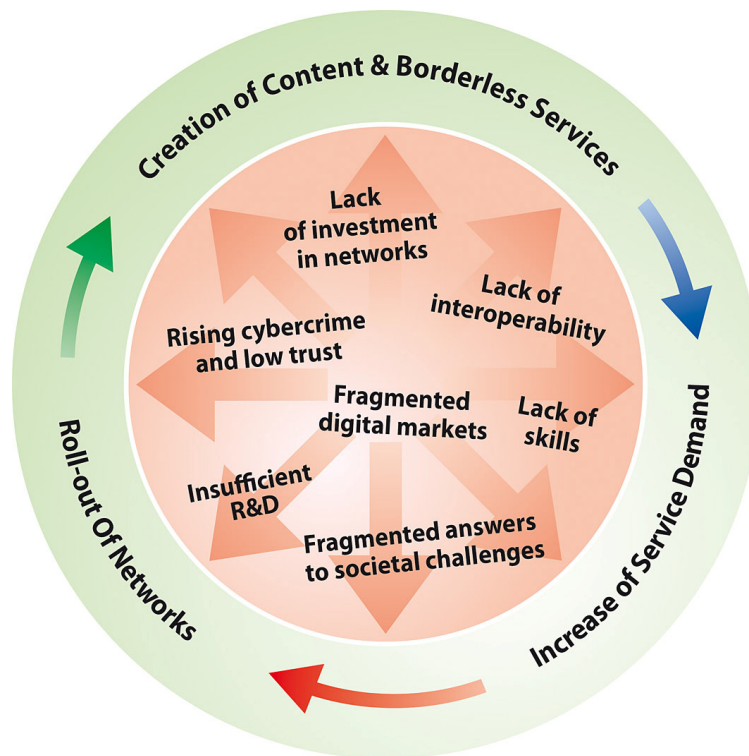 Creation of Content & Borderless Services
Lack
of investment
in networks
Lack of
interoperability
Rising cybercrime
and low trust
Fragmented
digital markets
Lack of
skills
Insufficient
R&D
Fragmented answers
to societal challenges
Increase of Service Demand
Roll-out Of Networks